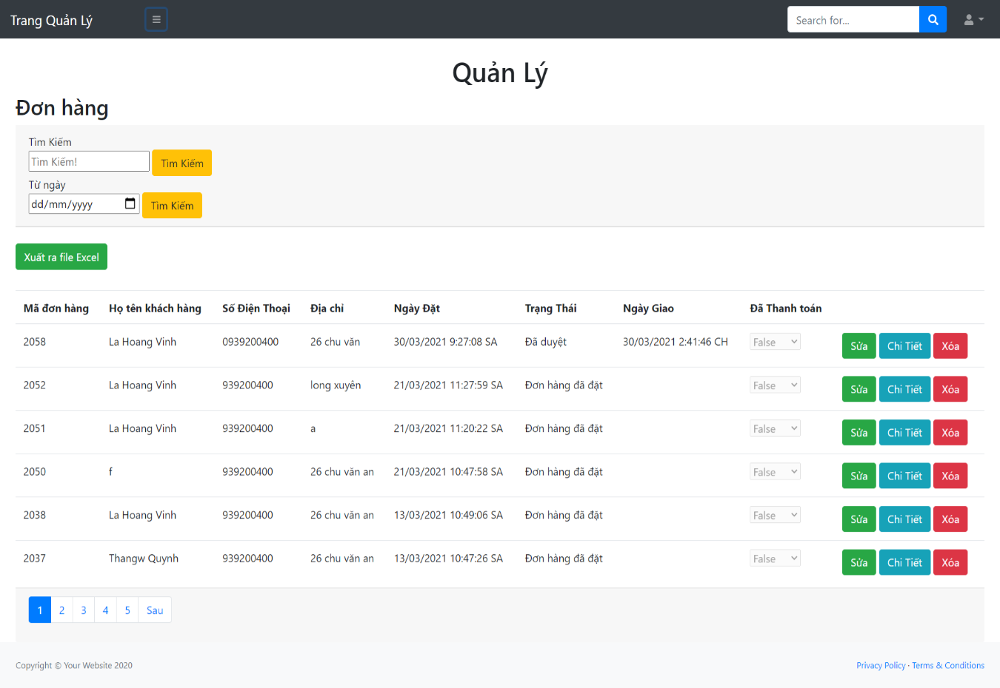 Trang Quản Lý
Search for...
Quản Lý
Đơn hàng
Tìm Kiếm
Tìm Kiếm! Tìm Kiếm
Từ ngày
dd/mm/yyyy Tìm Kiếm
Xuất ra file Excel
Mã đơn hàng Họ tên khách hàng Số Điện Thoại Địa chỉ Ngày Đặt Trạng Thái Ngày Giao Đã Thanh toán
2058 La Hoang Vinh 0939200400 26 chu văn 30/03/2021 9:27:08 SA Đã duyệt 30/03/2021 2:41:46 CH False Sửa Chi Tiết Xóa
2052 La Hoang Vinh 939200400 long xuyên 21/03/2021 11:27:59 SA Đơn hàng đã đặt False Sửa Chi Tiết Xóa
2051 La Hoang Vinh 939200400 a 21/03/2021 11:20:22 SA Đơn hàng đã đặt False Sửa Chi Tiết Xóa
2050 f 939200400 26 chu văn an 21/03/2021 10:47:58 SA Đơn hàng đã đặt False Sửa Chi Tiết Xóa
2038 La Hoang Vinh 939200400 26 chu văn an 13/03/2021 10:49:06 SA Đơn hàng đã đặt False Sửa Chi Tiết Xóa
2037 Thangw Quynh 939200400 26 chu văn an 13/03/2021 10:47:26 SA Đơn hàng đã đặt False Sửa Chi Tiết Xóa
1 2 3 4 5 Sau
Copyright © Your Website 2020 Privacy Policy · Terms & Conditions